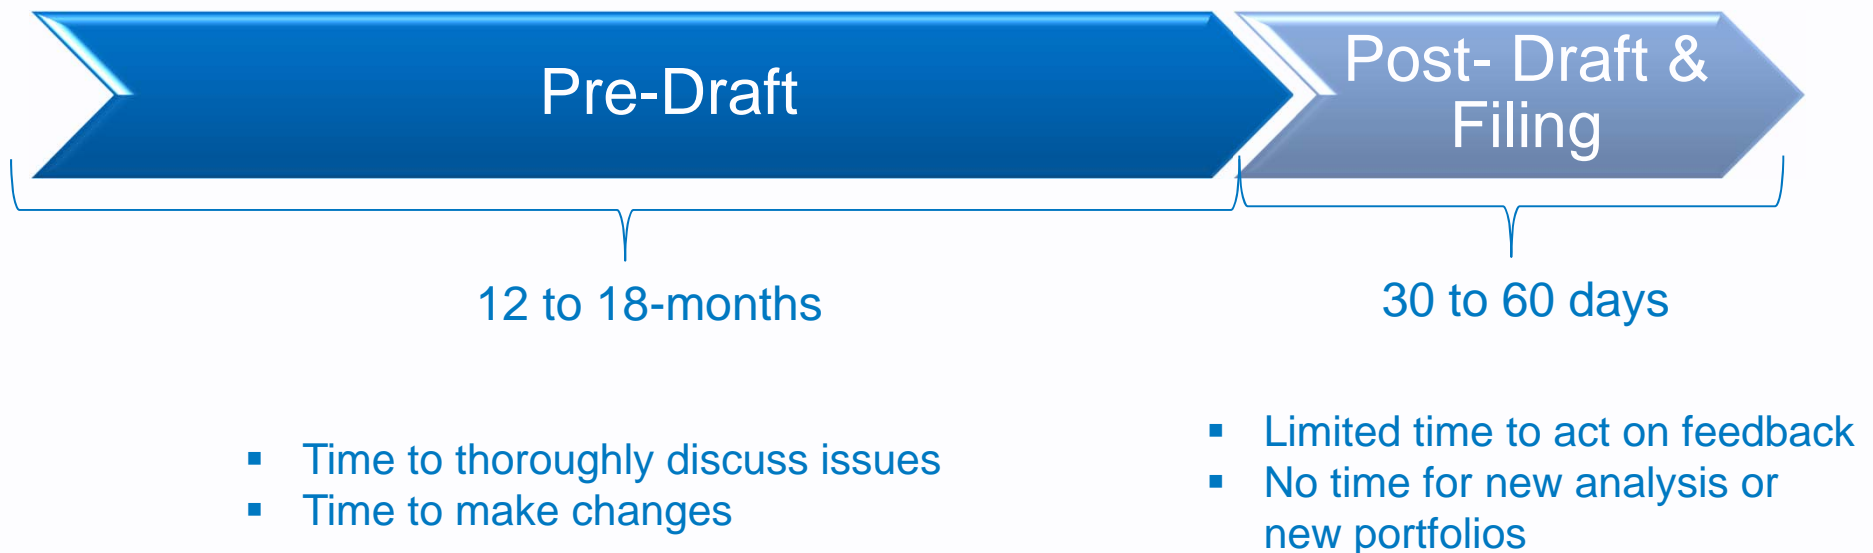 Pre-Draft
Post- Draft &
Filing
12 to 18-months
30 to 60 days
▪ Time to thoroughly discuss issues
▪ Time to make changes
▪ Limited time to act on feedback
▪ No time for new analysis or
new portfolios